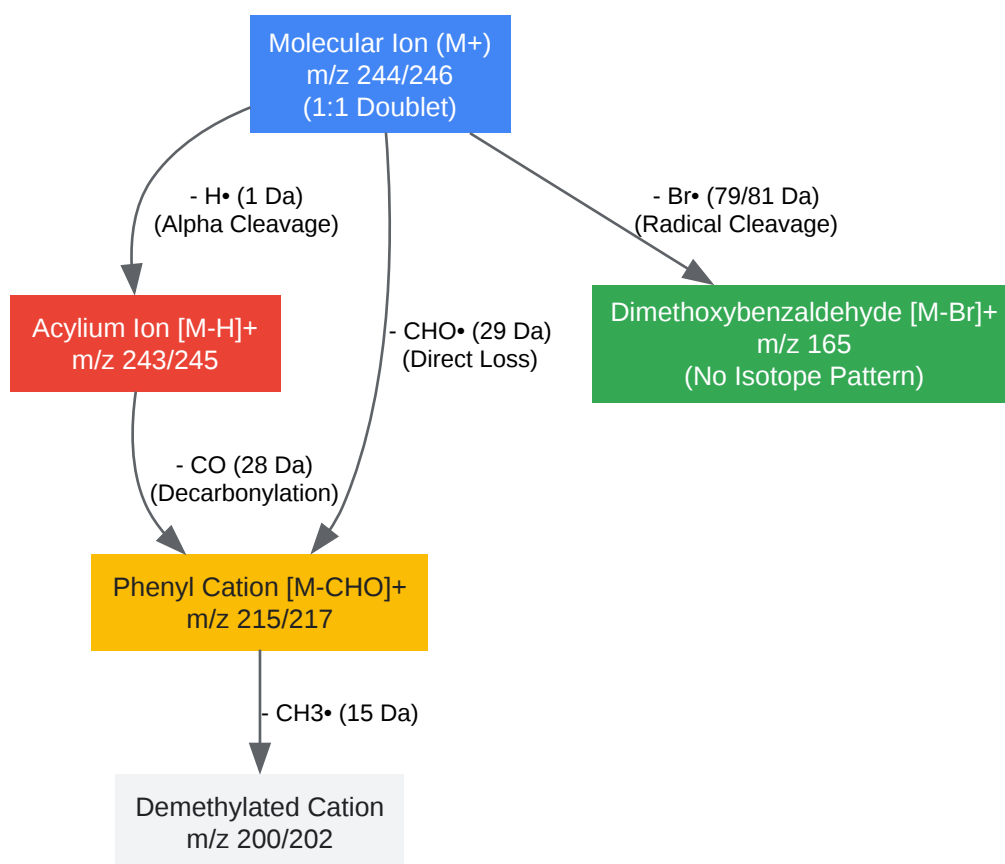 Molecular Ion (M+)
m/z 244/246
(1:1 Doublet)
- H• (1 Da)
(Alpha Cleavage)
- Br• (79/81 Da)
(Radical Cleavage)
Acylium Ion [M-H]+
m/z 243/245
- CHO• (29 Da)
(Direct Loss)
Dimethoxybenzaldehyde [M-Br]+
m/z 165
(No Isotope Pattern)
- CO (28 Da)
(Decarbonylation)
Phenyl Cation [M-CHO]+
m/z 215/217
- CH3• (15 Da)
Demethylated Cation
m/z 200/202